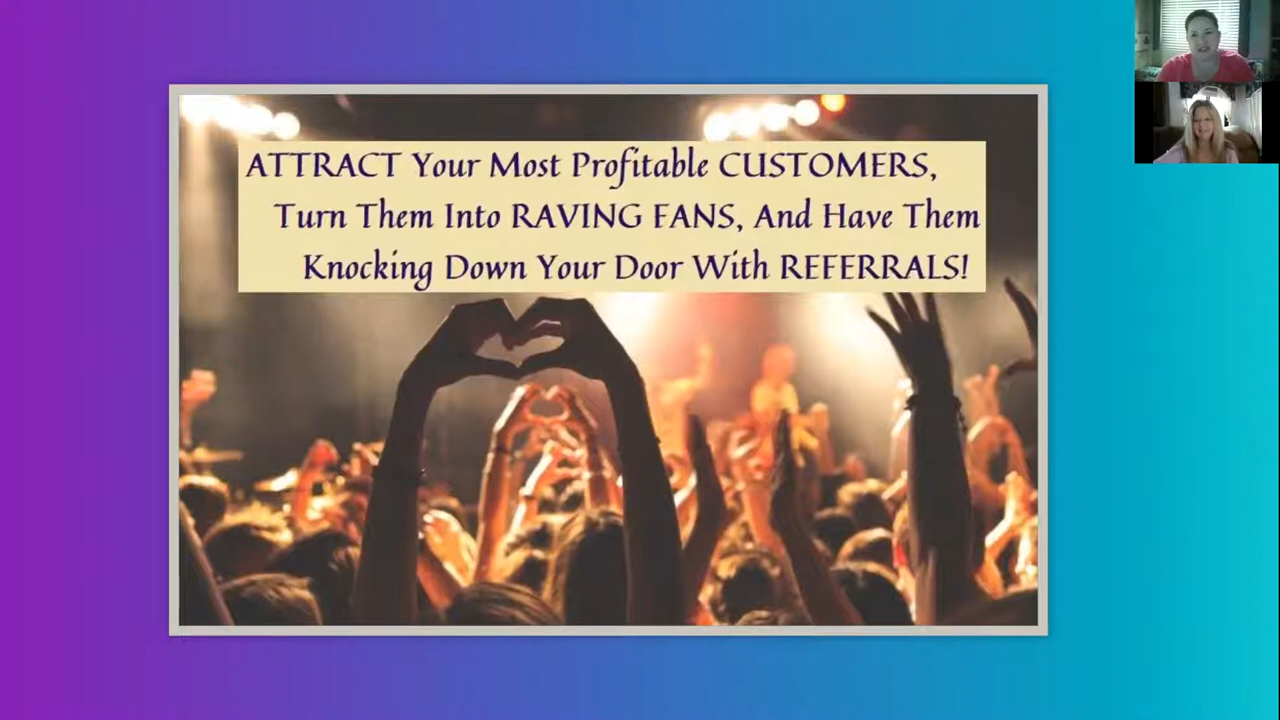 ATTRACT Your Most Profitable CUSTOMERS,
Turn Them Into RAVING FANS, And Have Them
Knocking Down Your Door With REFERRALS!